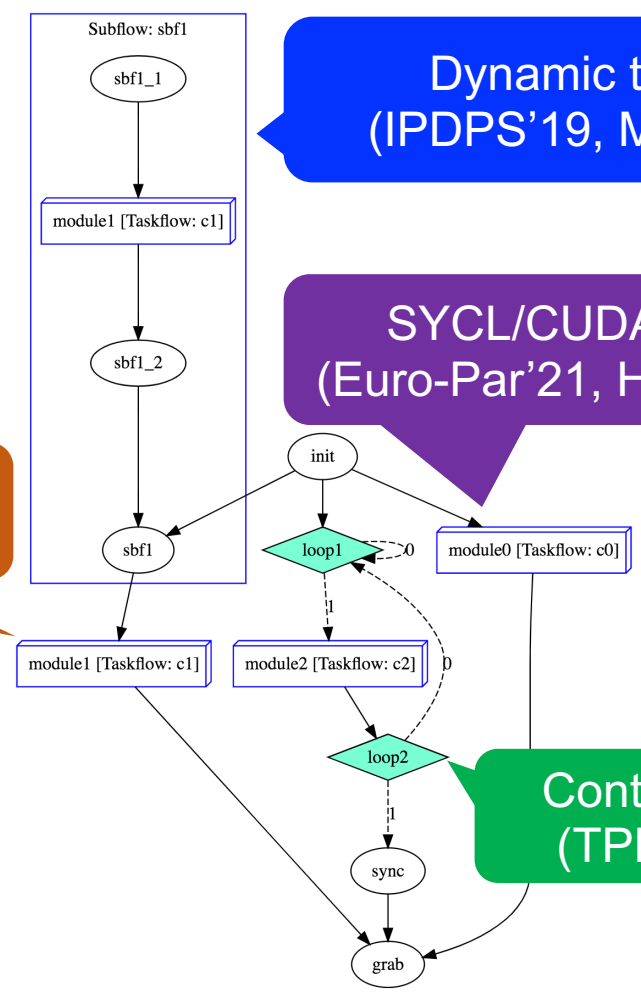 Subflow: sbf1
sbf1_1
Dynamic t
(IPDPS’19, M
module1 [Taskflow: c1]
sbf1_2
SYCL/CUDA
(Euro-Par’21, H
init
sbf1
loop1
0
module0 [Taskflow: c0]
1
module1 [Taskflow: c1]
module2 [Taskflow: c2]
0
loop2
Cont
(TP
1
sync
grab